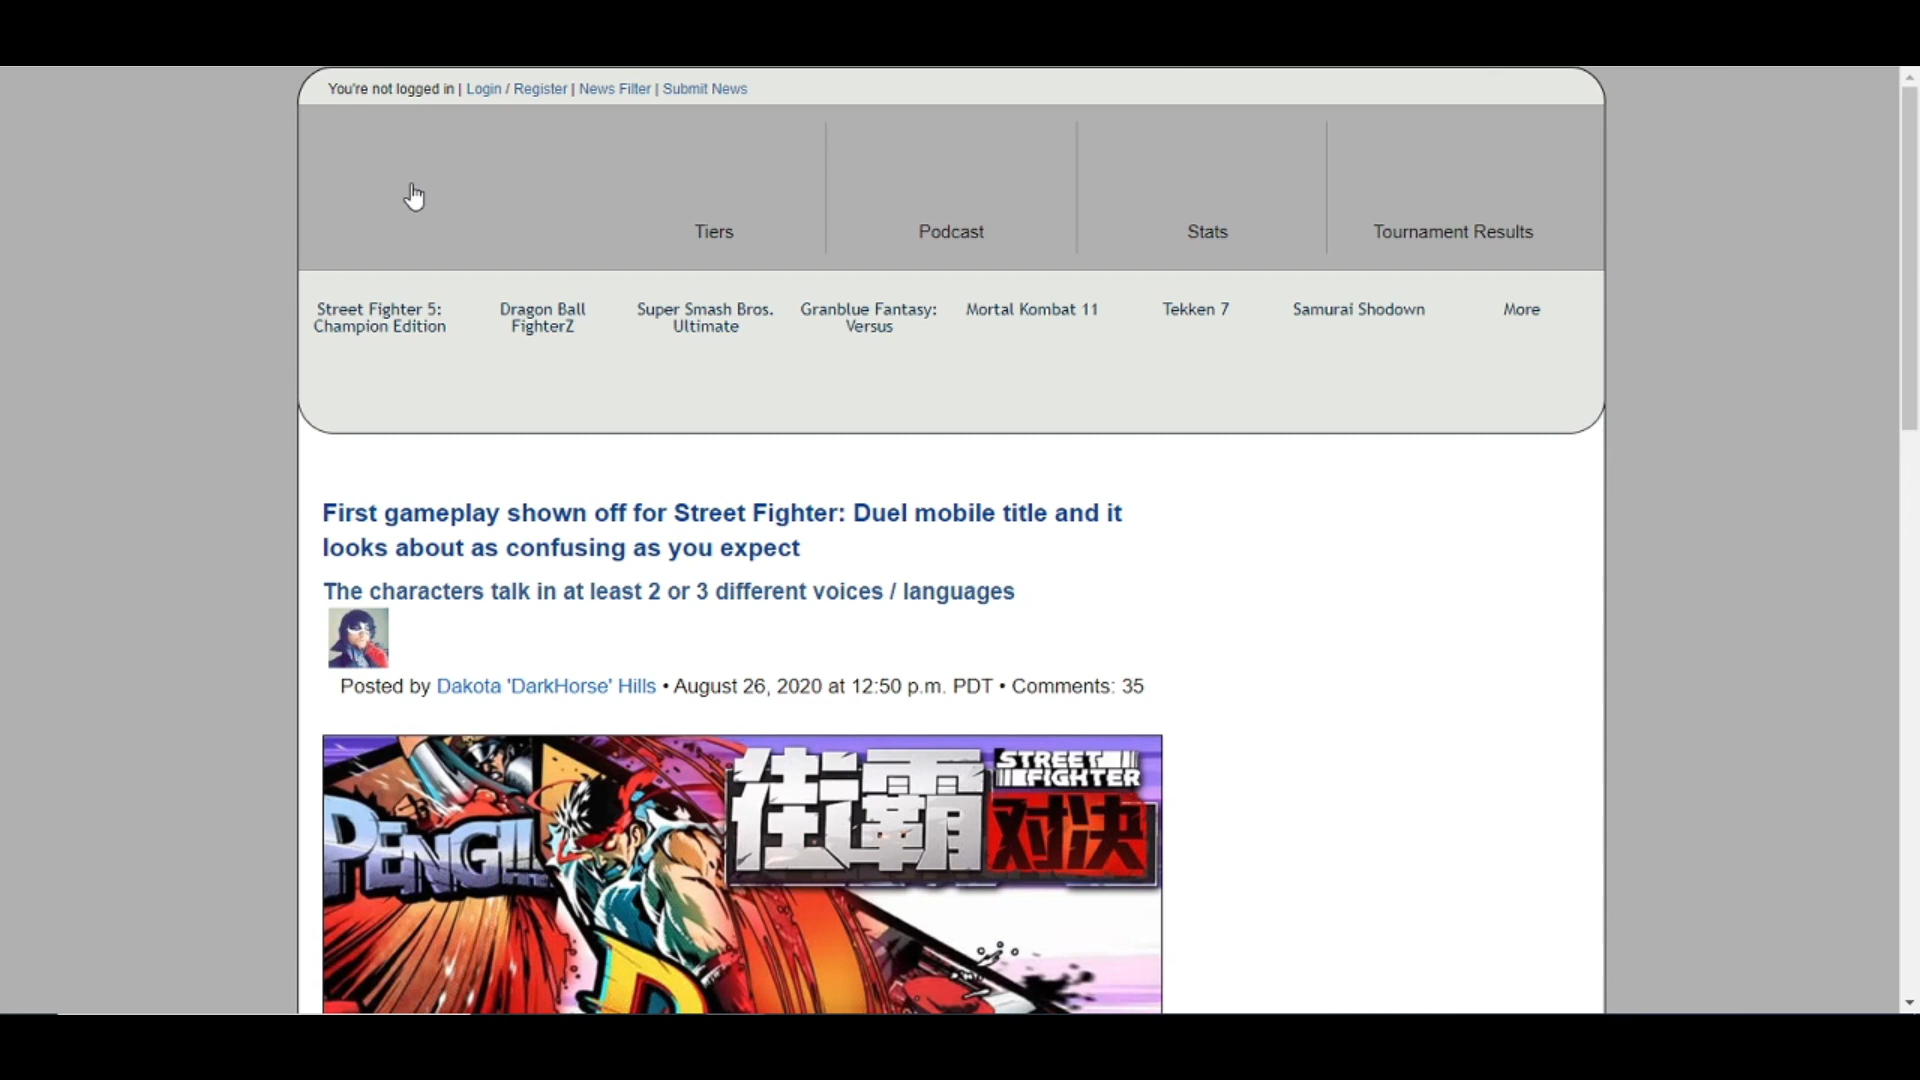 You're not logged in | Login / Register | News Filter | Submit News
Tiers
Podcast
Stats
Tournament Results
Street Fighter 5:
Champion Edition
Dragon Ball
FighterZ
Super Smash Bros.
Ultimate
Granblue Fantasy:
Versus
Mortal Kombat 11
Tekken 7
Samurai Shodown
More
First gameplay shown off for Street Fighter: Duel mobile title and it
looks about as confusing as you expect
The characters talk in at least 2 or 3 different voices / languages
Posted by Dakota 'DarkHorse' Hills • August 26, 2020 at 12:50 p.m. PDT • Comments: 35
PENG!!
街霸
STREET
FIGHTER
对决